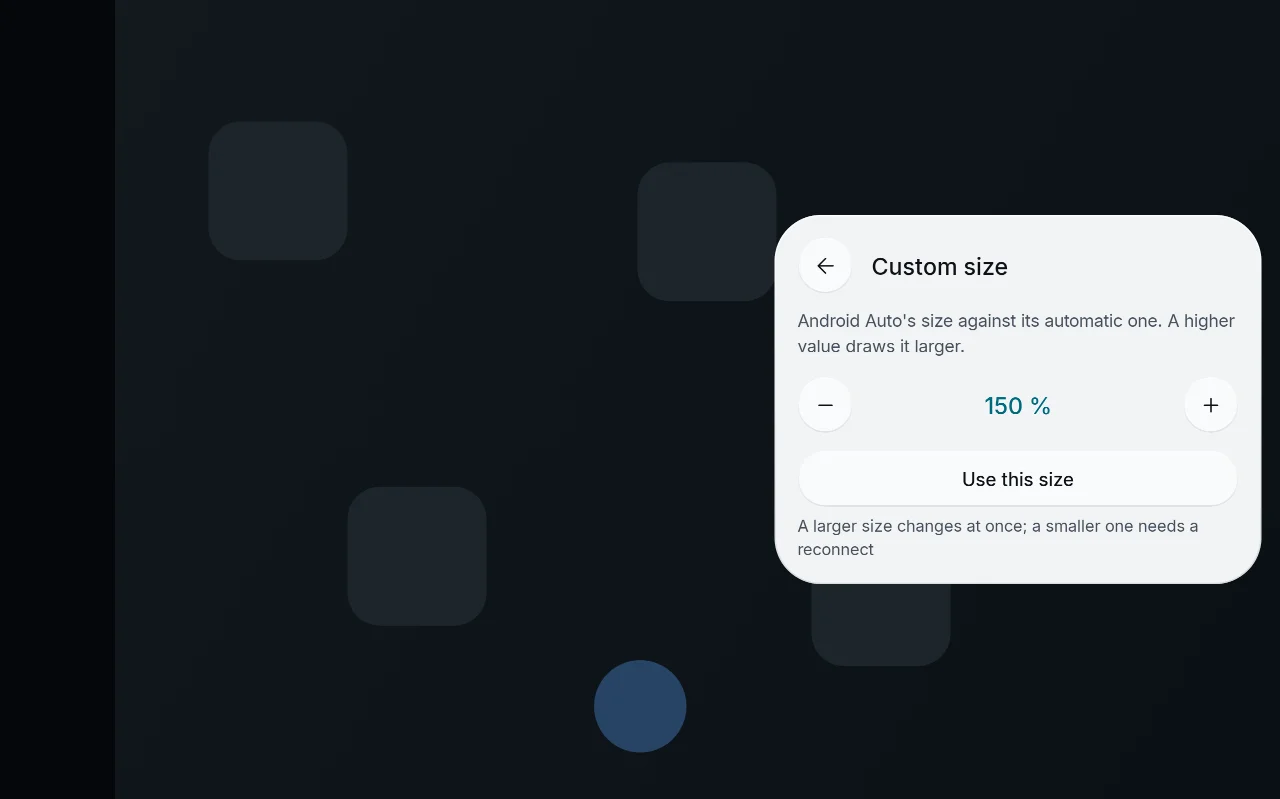 Custom size
Android Auto's size against its automatic one. A higher
value draws it larger.
− 150 % +
Use this size
A larger size changes at once; a smaller one needs a
reconnect